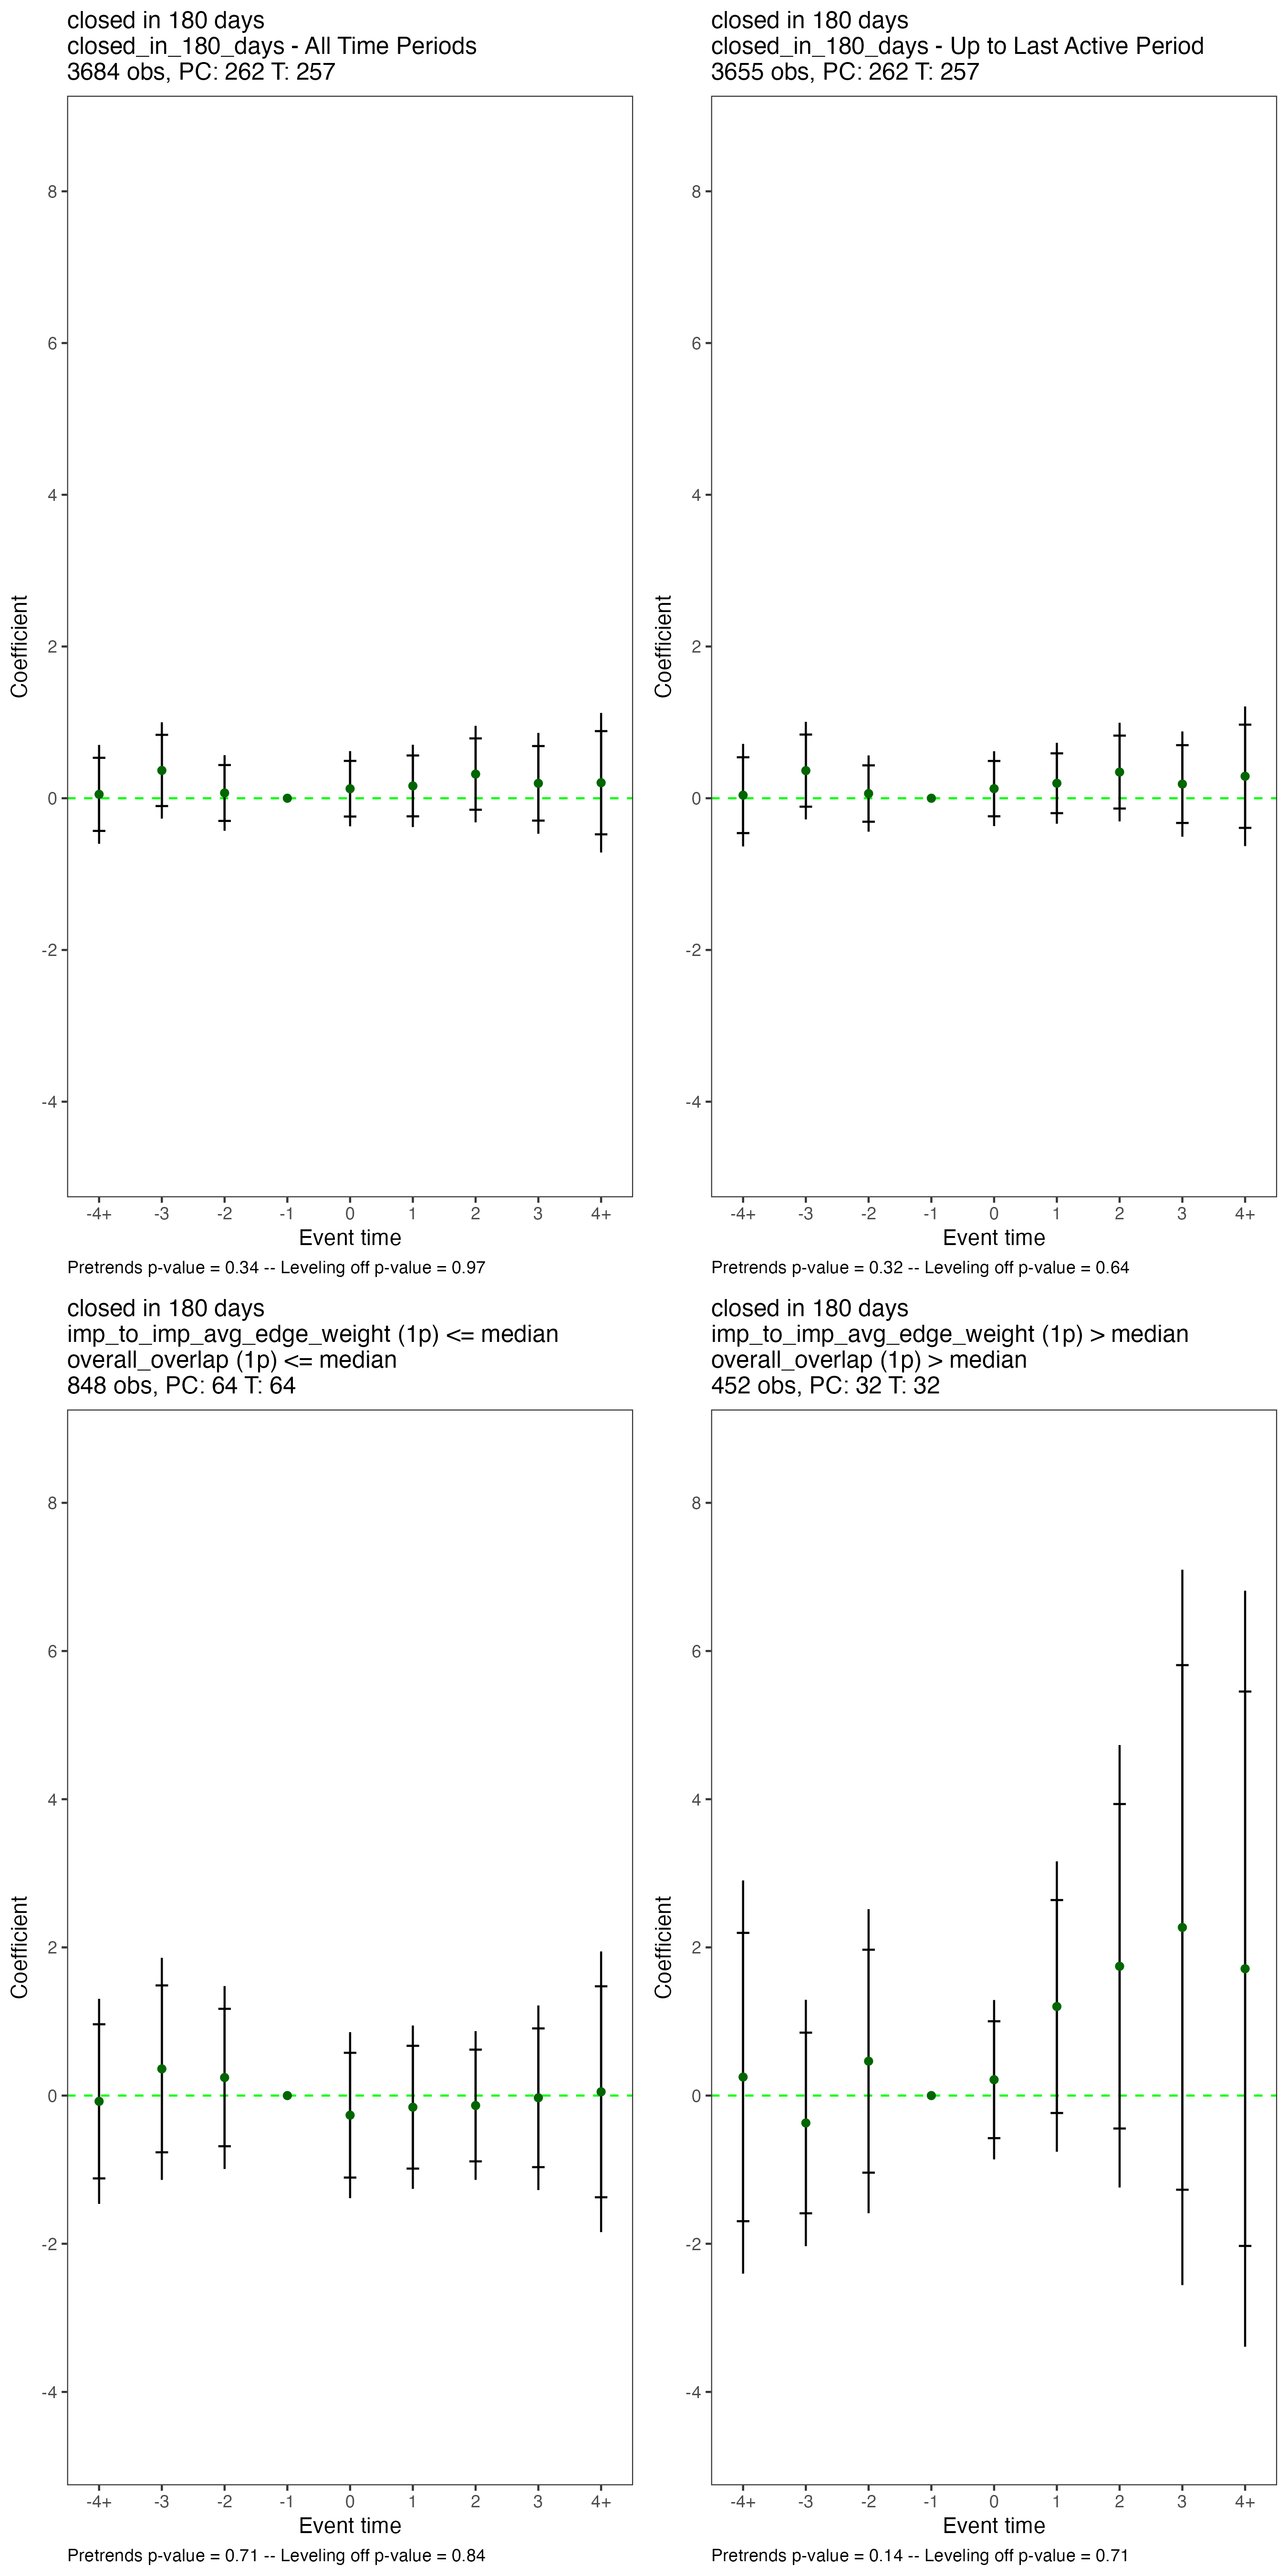 closed in 180 days
closed_in_180_days - All Time Periods
3684 obs, PC: 262 T: 257
8
6
4
2
0
-2
-4
Coefficient
-4+ -3 -2 -1 0 1 2 3 4+
Event time
Pretrends p-value = 0.34 -- Leveling off p-value = 0.97
closed in 180 days
closed_in_180_days - Up to Last Active Period
3655 obs, PC: 262 T: 257
8
6
4
2
0
-2
-4
Coefficient
-4+ -3 -2 -1 0 1 2 3 4+
Event time
Pretrends p-value = 0.32 -- Leveling off p-value = 0.64
closed in 180 days
imp_to_imp_avg_edge_weight (1p) <= median
overall_overlap (1p) <= median
848 obs, PC: 64 T: 64
8
6
4
2
0
-2
-4
Coefficient
-4+ -3 -2 -1 0 1 2 3 4+
Event time
Pretrends p-value = 0.71 -- Leveling off p-value = 0.84
closed in 180 days
imp_to_imp_avg_edge_weight (1p) > median
overall_overlap (1p) > median
452 obs, PC: 32 T: 32
8
6
4
2
0
-2
-4
Coefficient
-4+ -3 -2 -1 0 1 2 3 4+
Event time
Pretrends p-value = 0.14 -- Leveling off p-value = 0.71